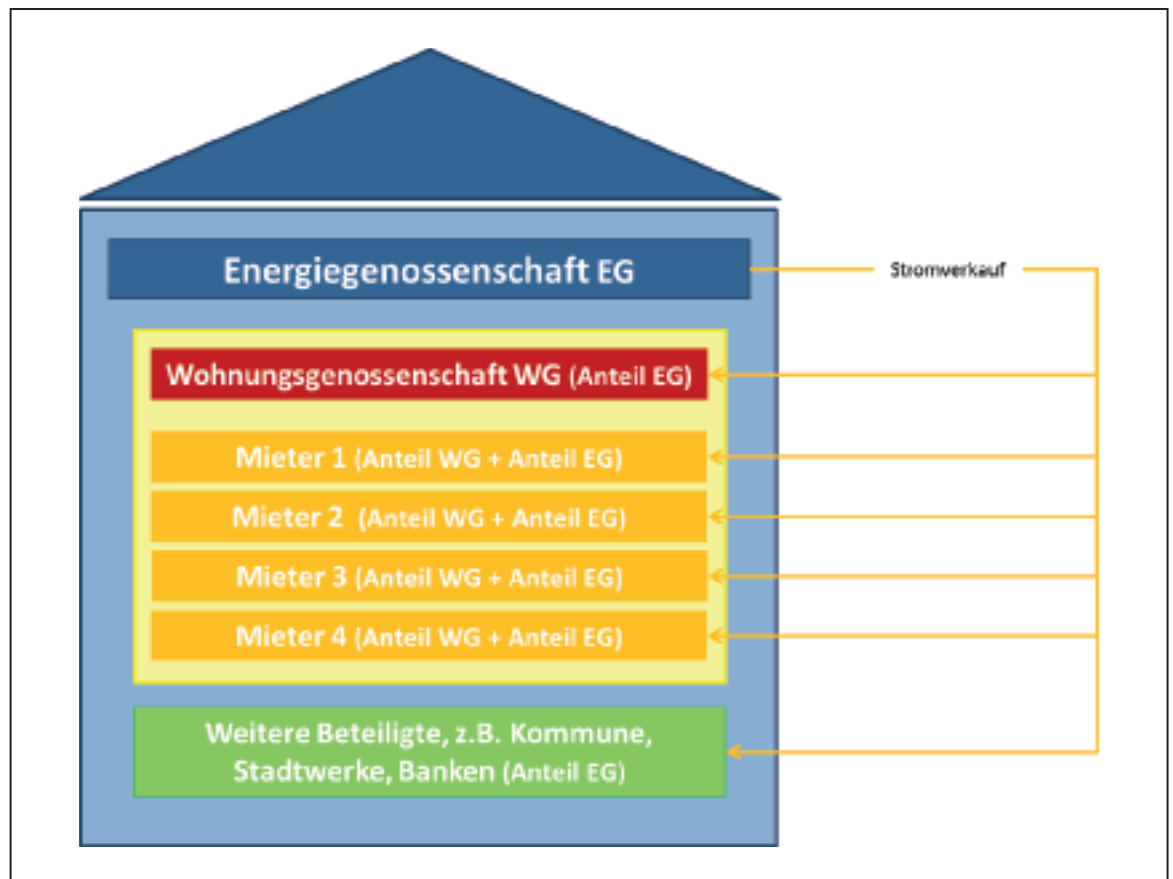 Energiegenossenschaft EG
Stromverkauf
Wohnungsgenossenschaft WG (Anteil EG)
Mieter 1 (Anteil WG + Anteil EG)
Mieter 2 (Anteil WG + Anteil EG)
Mieter 3 (Anteil WG + Anteil EG)
Mieter 4 (Anteil WG + Anteil EG)
Weitere Beteiligte, z.B. Kommune,
Stadtwerke, Banken (Anteil EG)